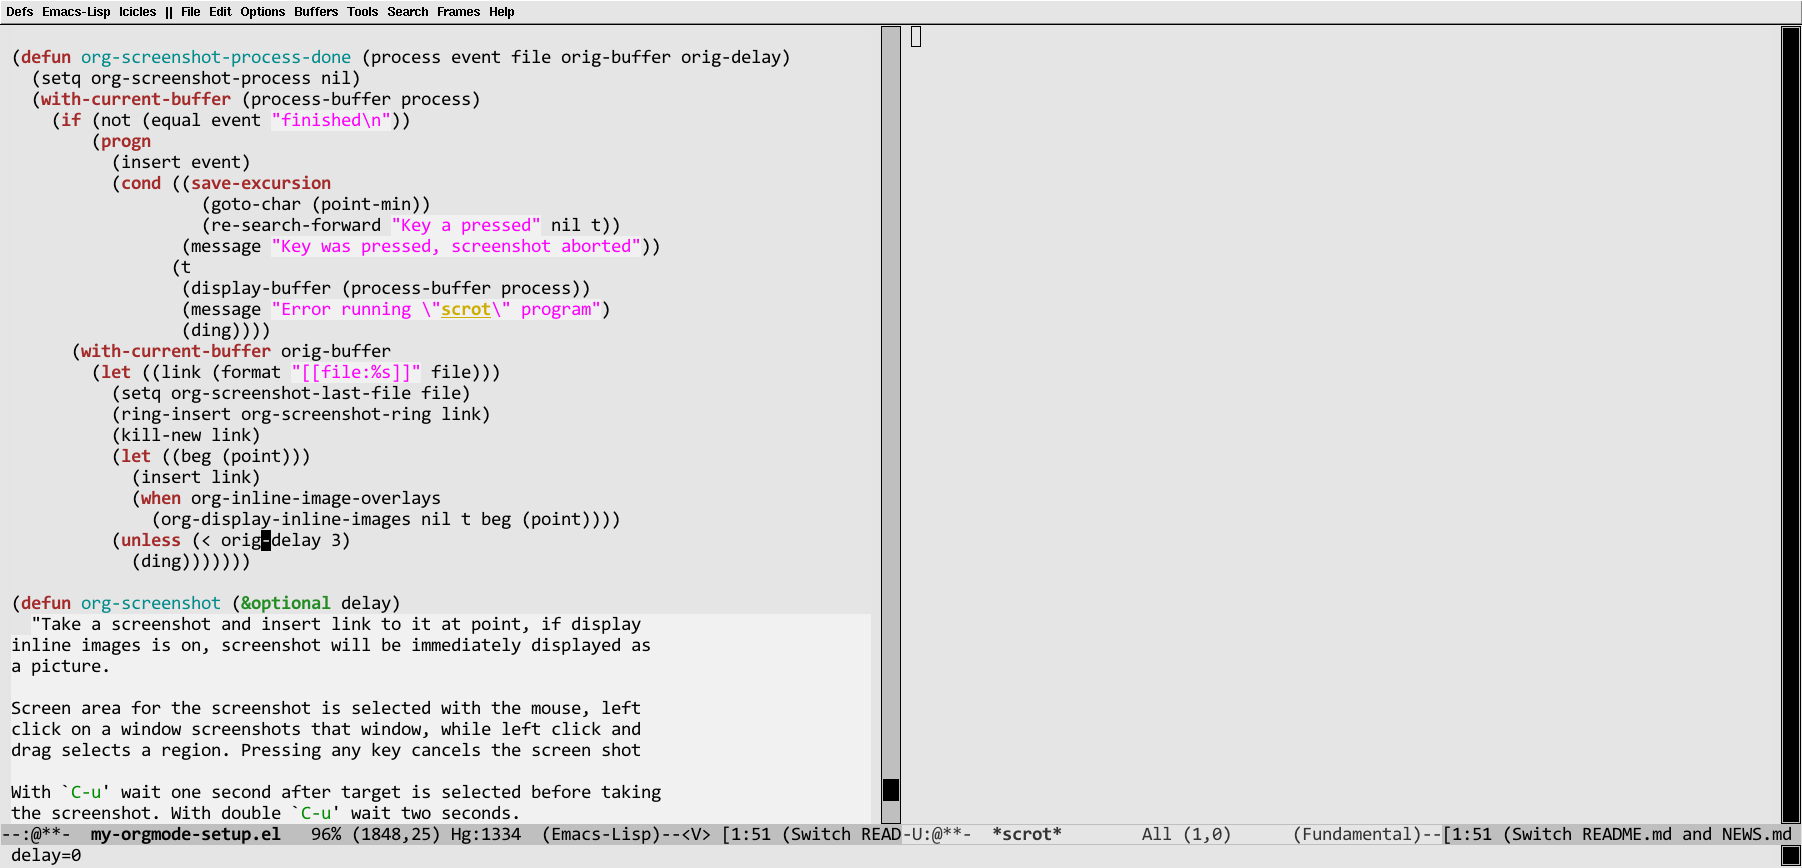 Defs Emacs-Lisp Icicles || File Edit Options Buffers Tools Search Frames Help
(defun org-screenshot-process-done (process event file orig-buffer orig-delay)
  (setq org-screenshot-process nil)
  (with-current-buffer (process-buffer process)
    (if (not (equal event "finished\n"))
        (progn
          (insert event)
          (cond ((save-excursion
                   (goto-char (point-min))
                   (re-search-forward "Key a pressed" nil t))
                 (message "Key was pressed, screenshot aborted"))
                (t
                 (display-buffer (process-buffer process))
                 (message "Error running \"scrot\" program")
                 (ding))))
      (with-current-buffer orig-buffer
        (let ((link (format "[[file:%s]]" file)))
          (setq org-screenshot-last-file file)
          (ring-insert org-screenshot-ring link)
          (kill-new link)
          (let ((beg (point)))
            (insert link)
            (when org-inline-image-overlays
              (org-display-inline-images nil t beg (point))))
          (unless (< orig-delay 3)
            (ding)))))))
(defun org-screenshot (&optional delay)
  "Take a screenshot and insert link to it at point, if display
inline images is on, screenshot will be immediately displayed as
a picture.
Screen area for the screenshot is selected with the mouse, left
click on a window screenshots that window, while left click and
drag selects a region. Pressing any key cancels the screen shot
With `C-u' wait one second after target is selected before taking
the screenshot. With double `C-u' wait two seconds.
--:@**-  my-orgmode-setup.el   96% (1848,25) Hg:1334  (Emacs-Lisp)--<V> [1:51 (Switch READ
-U:@**-  *scrot*        All (1,0)      (Fundamental)--[1:51 (Switch README.md and NEWS.md
delay=0